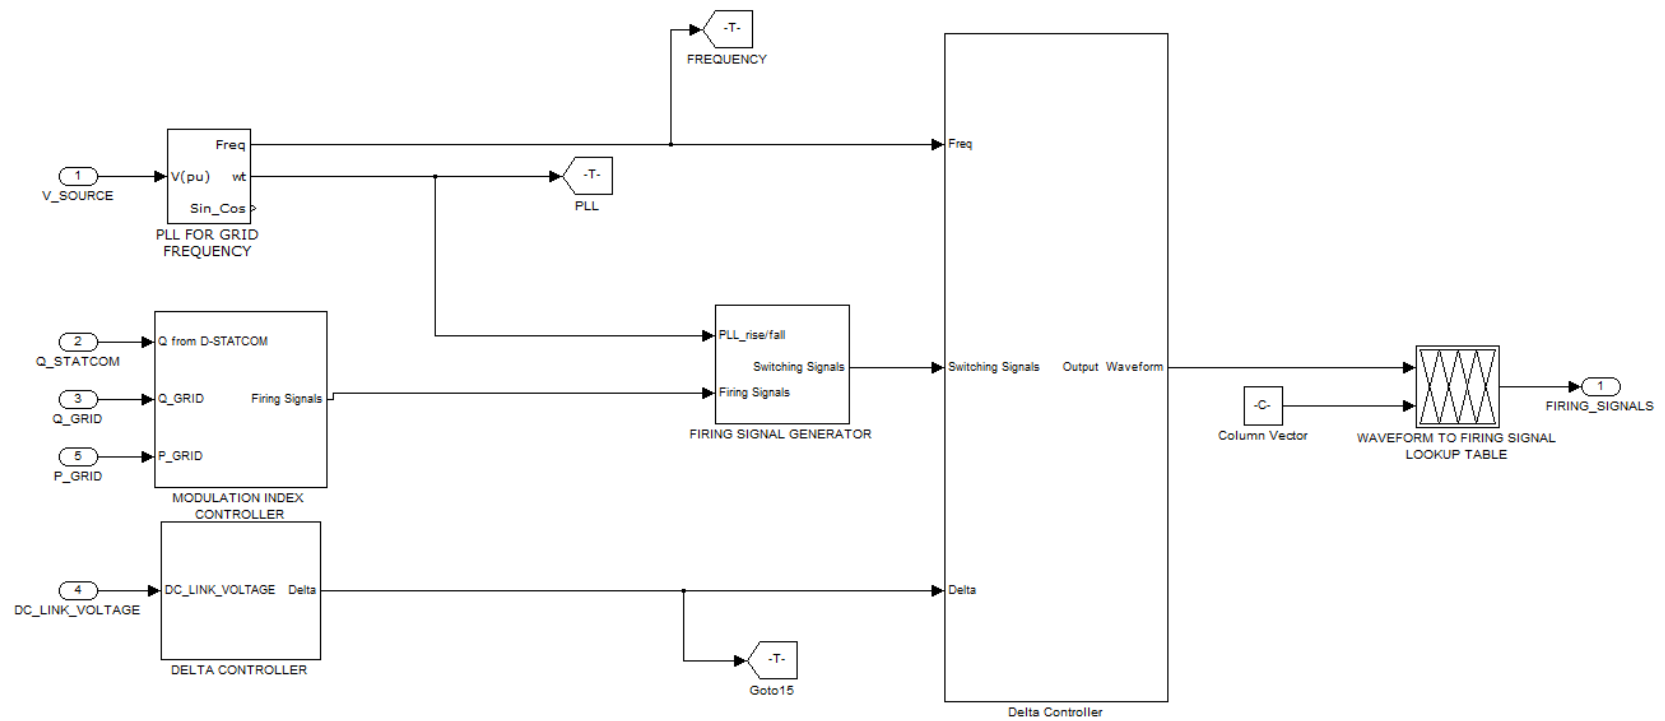 -T-
FREQUENCY
Freq
V(pu)
wt
Sin_Cos
PLL FOR GRID
FREQUENCY
1
V_SOURCE
-T-
PLL
Freq
2
Q_STATCOM
Q from D-STATCOM
3
Q_GRID
Q_GRID
Firing Signals
5
P_GRID
P_GRID
MODULATION INDEX
CONTROLLER
PLL_rise/fall
Switching Signals
Firing Signals
FIRING SIGNAL GENERATOR
Switching Signals
Output Waveform
-C-
Column Vector
WAVEFORM TO FIRING SIGNAL
LOOKUP TABLE
1
FIRING_SIGNALS
4
DC_LINK_VOLTAGE
DC_LINK_VOLTAGE
Delta
DELTA CONTROLLER
Delta
-T-
Goto15
Delta Controller